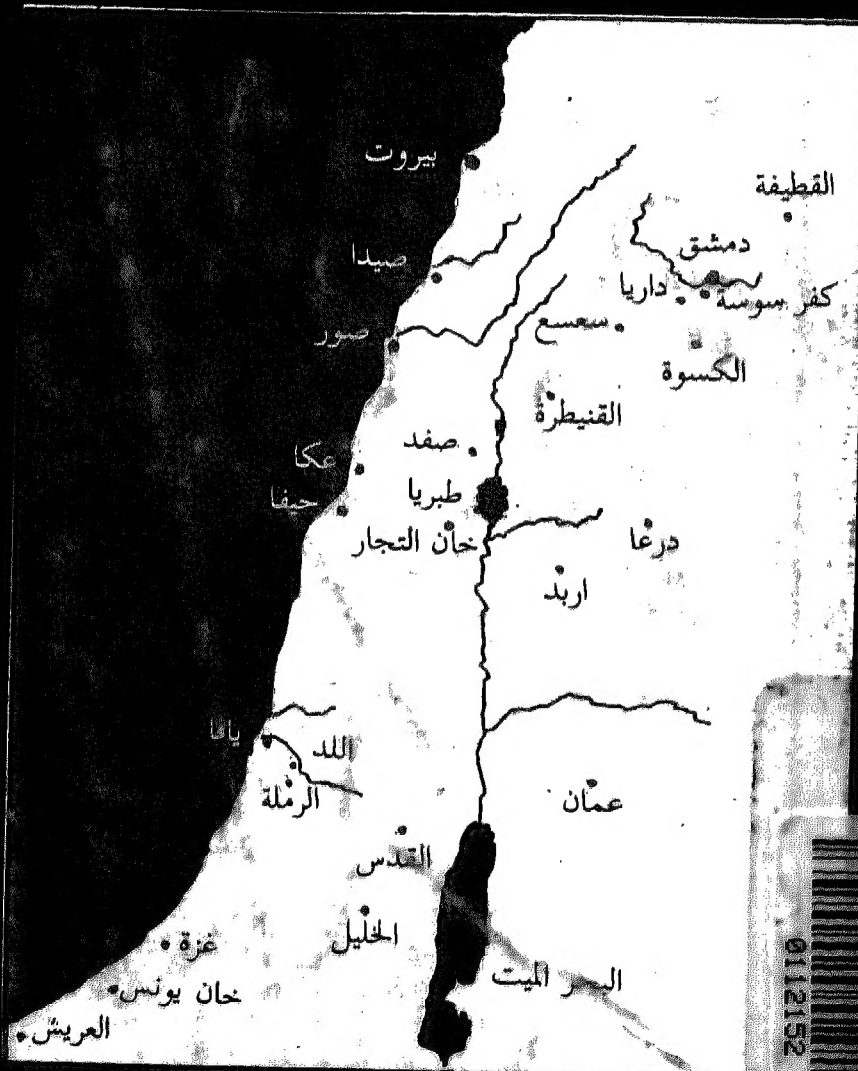 بيروت
القطيفة
دمشق
صيدا
داريا
كفر سوسة
سعسع
صور
الكسوة
القنيطرة
صفد
عكا
طبريا
حيفا
خان التجار
درعا
اربد
يافا
اللد
الرملة
عمان
القدس
الخليل
غزة
البحر الميت
خان يونس
العريش
0112152